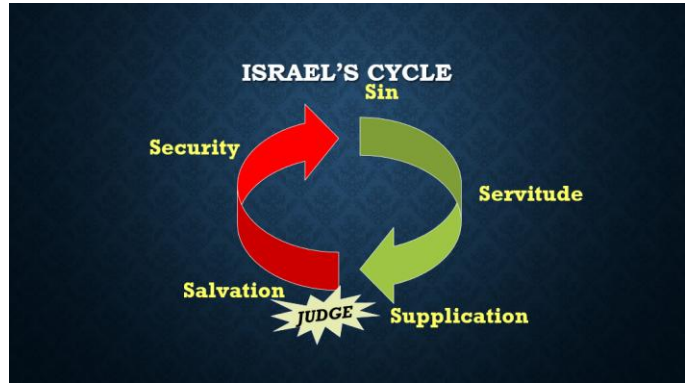 ISRAEL'S CYCLE
Sin
Security
Servitude
Salvation
JUDGE
Supplication